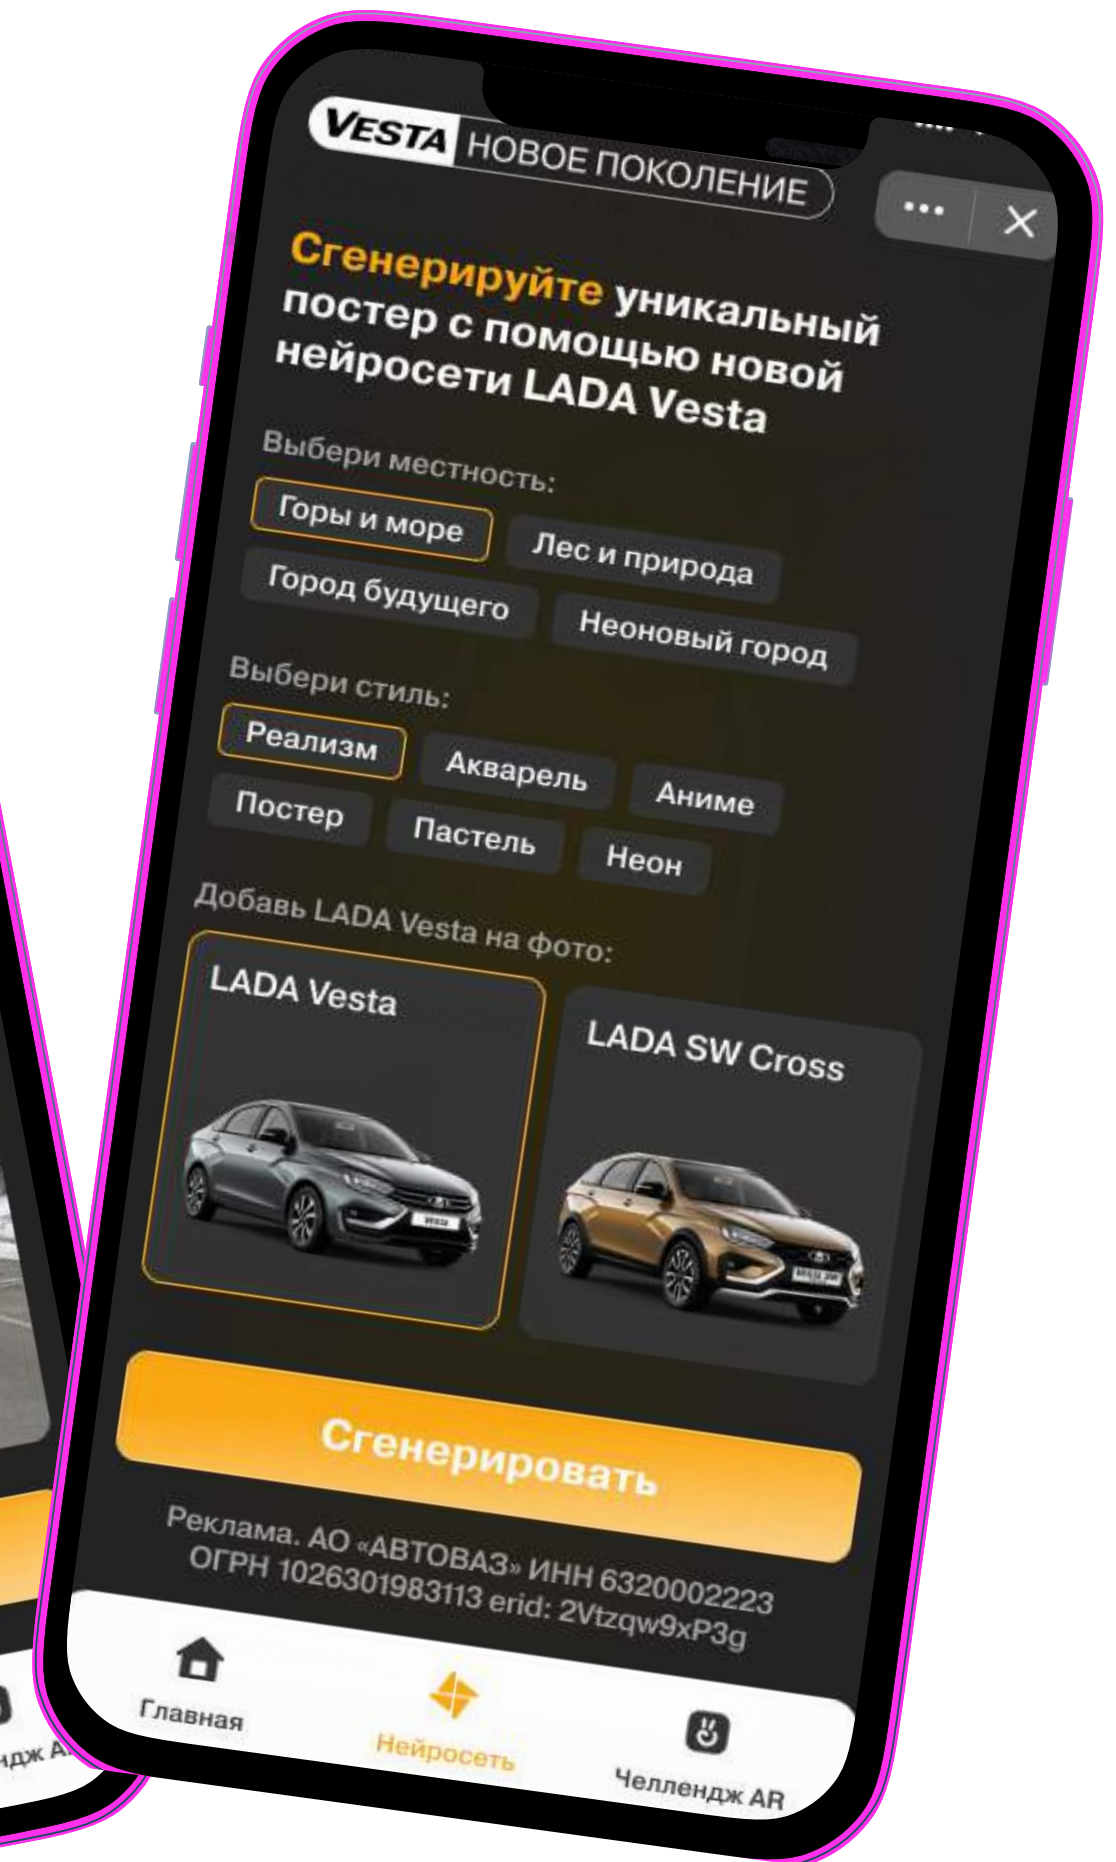 VESTA НОВОЕ ПОКОЛЕНИЕ
Сгенерируйте уникальный
постер с помощью новой
нейросети LADA Vesta
Выбери местность:
Горы и море
Лес и природа
Город будущего
Неоновый город
Выбери стиль:
Реализм
Акварель
Аниме
Постер
Пастель
Неон
Добавь LADA Vesta на фото:
LADA Vesta
LADA SW Cross
Сгенерировать
Реклама. АО «АВТОВАЗ» ИНН 6320002223
ОГРН 1026301983113 erid: 2Vtzqw9xP3g
Главная
Нейросеть
Челлендж AR